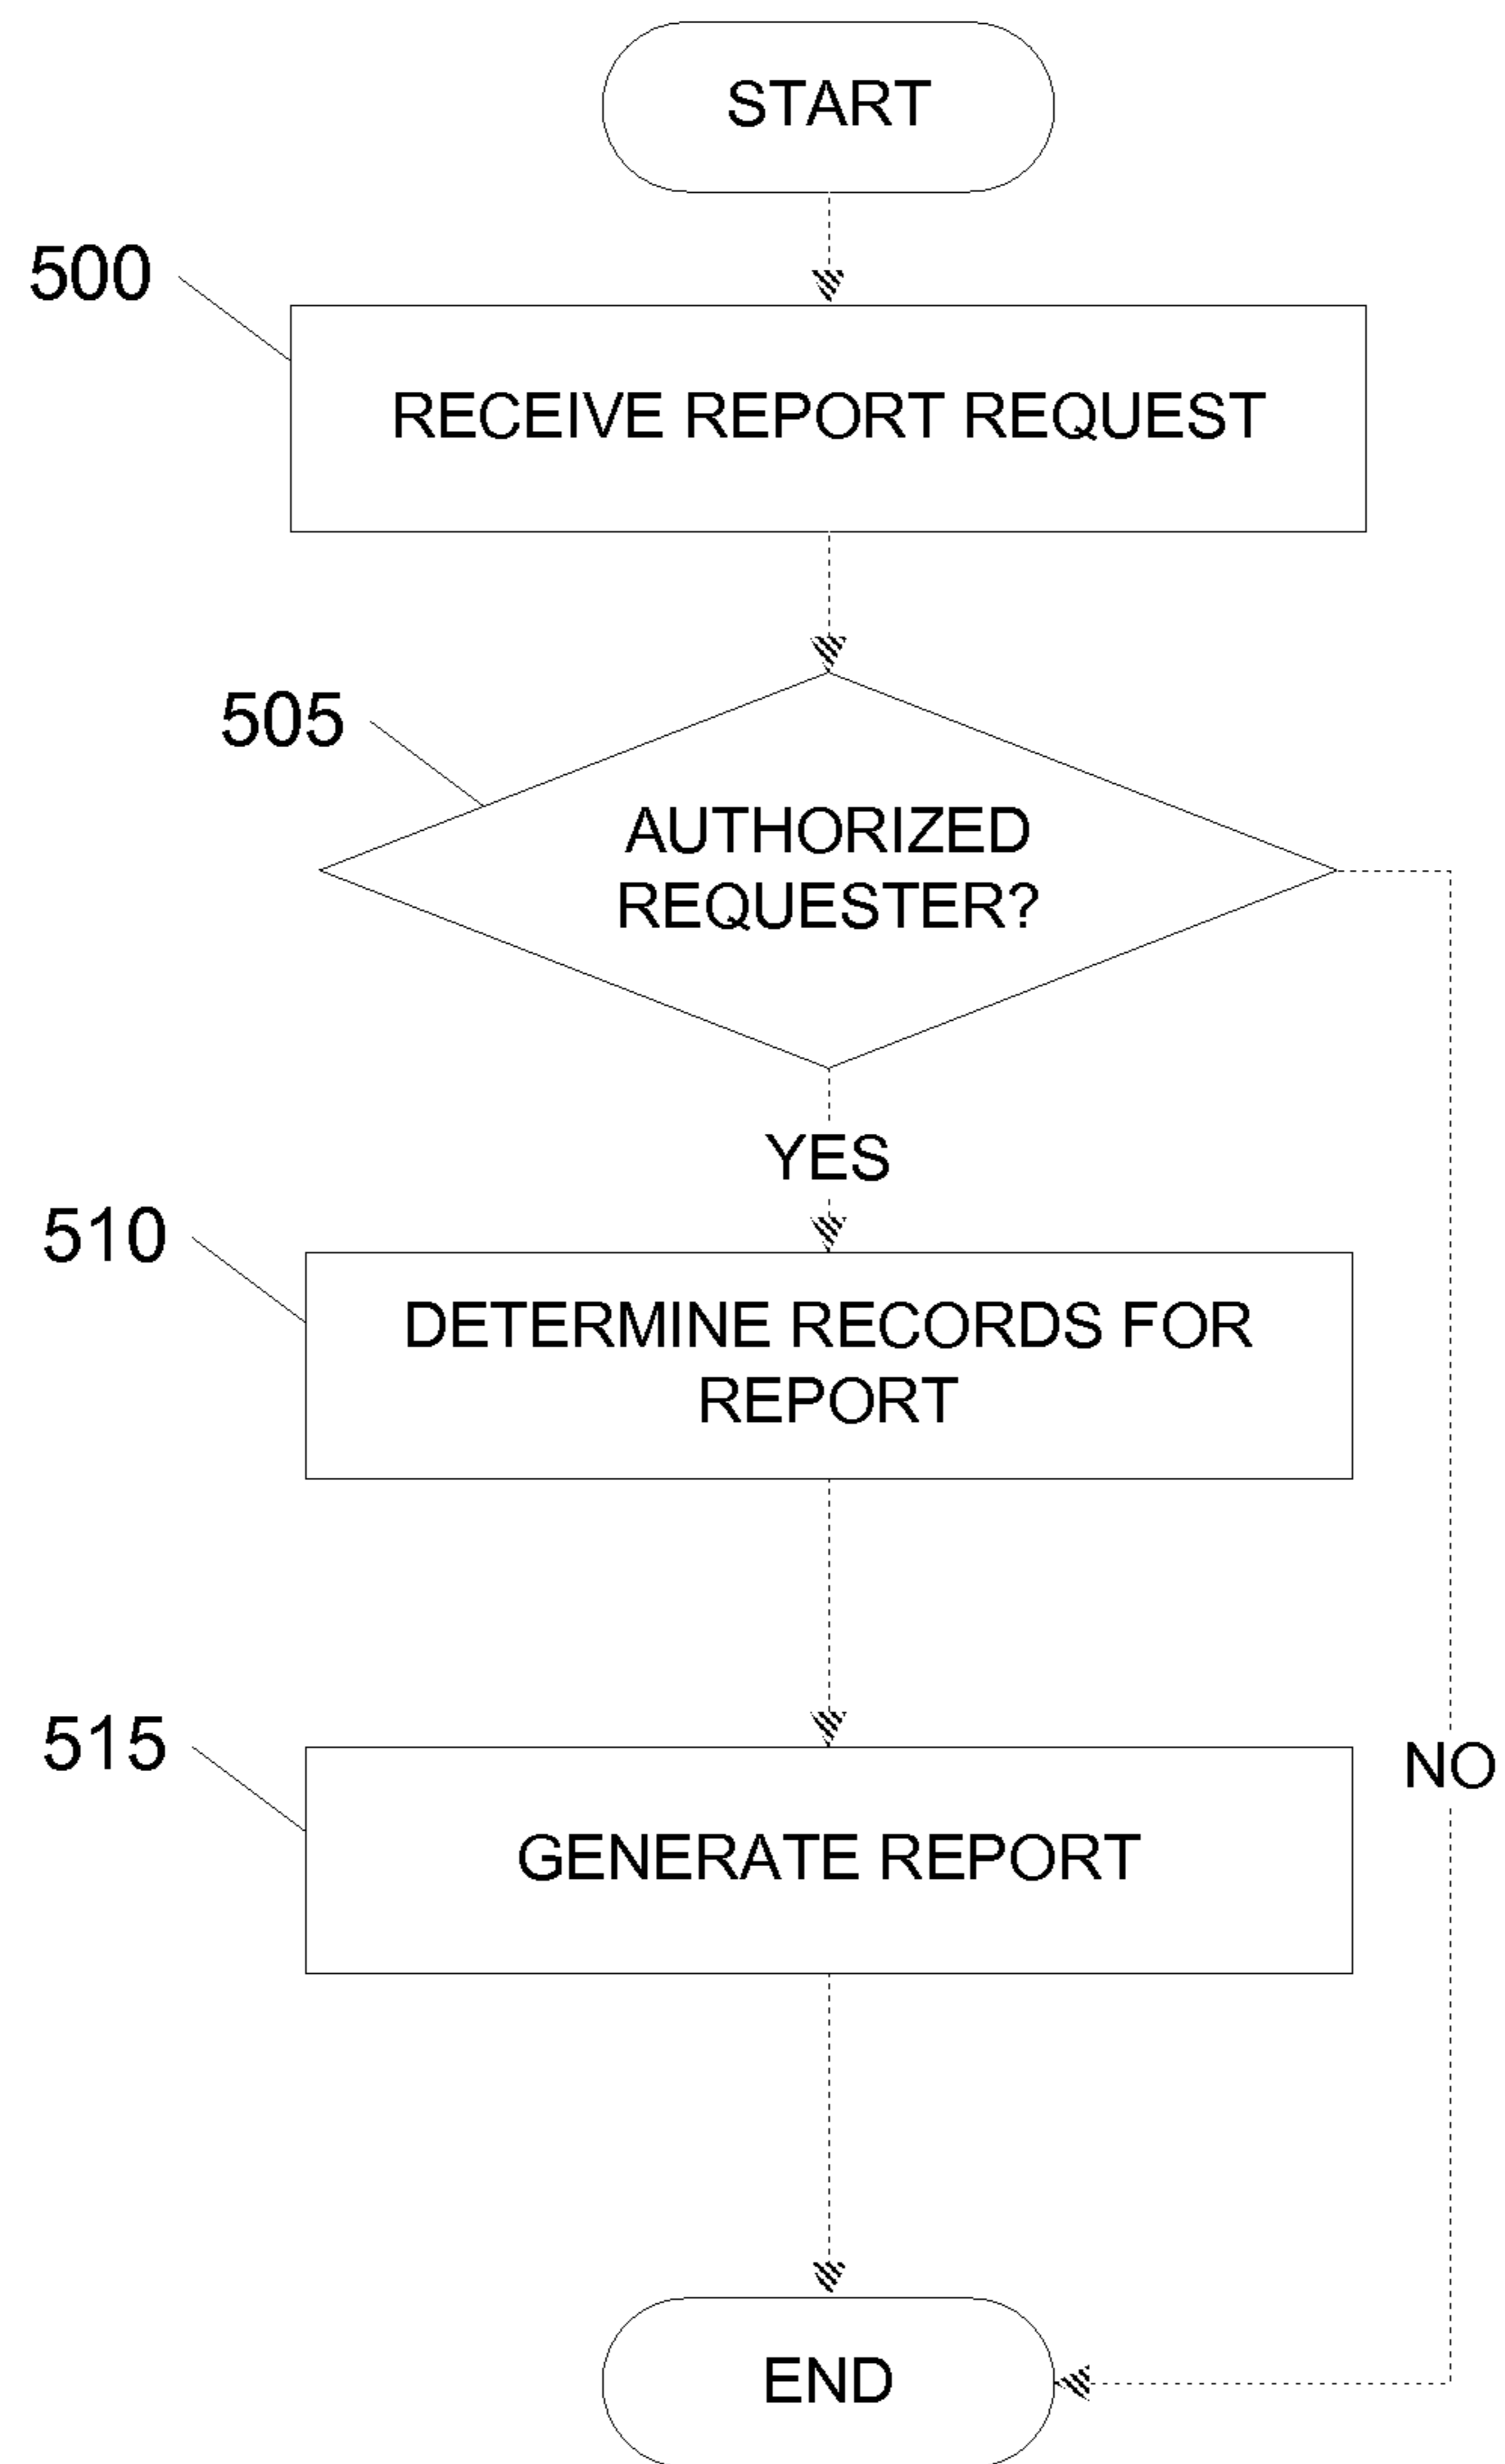 START
500
RECEIVE REPORT REQUEST
505
AUTHORIZED
REQUESTER?
YES
510
DETERMINE RECORDS FOR
REPORT
515
NO
GENERATE REPORT
END